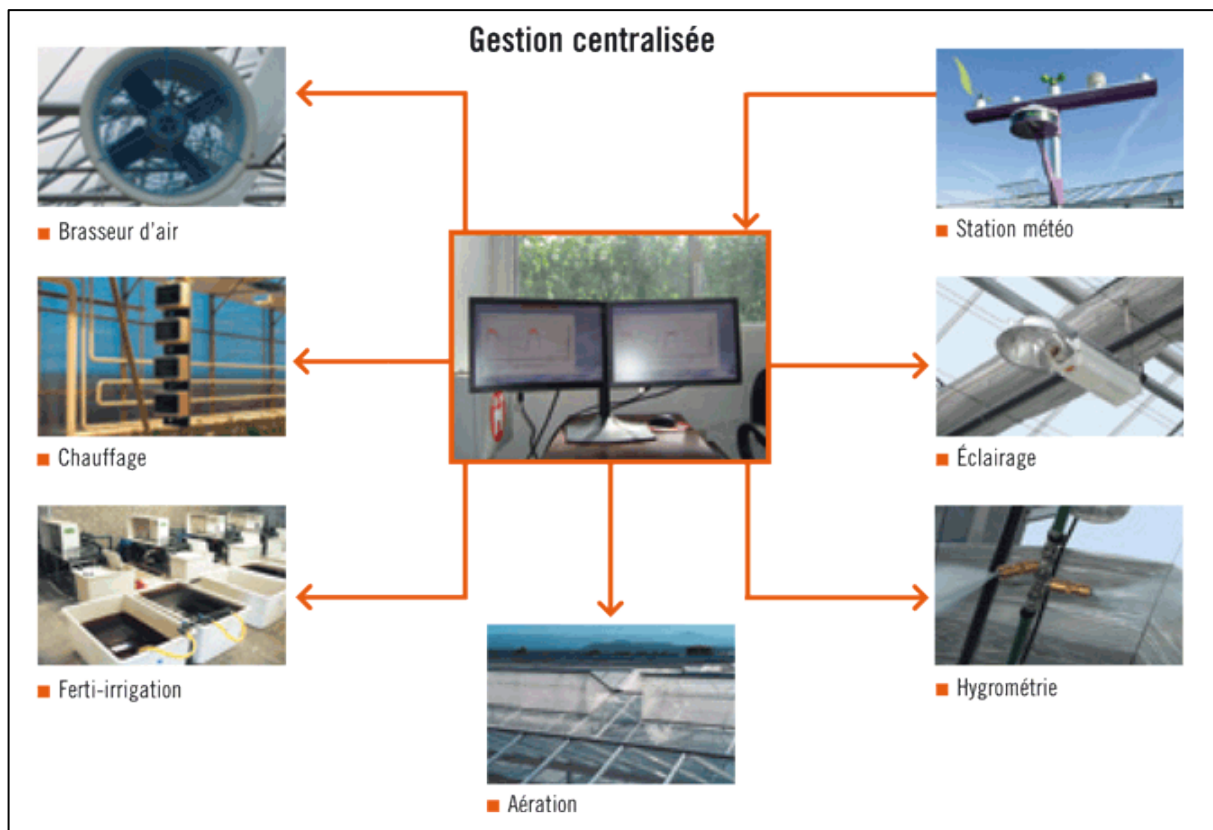 Gestion centralisée
Brasseur d'air
Station météo
Chauffage
Éclairage
Ferti-irrigation
Hygrométrie
Aération